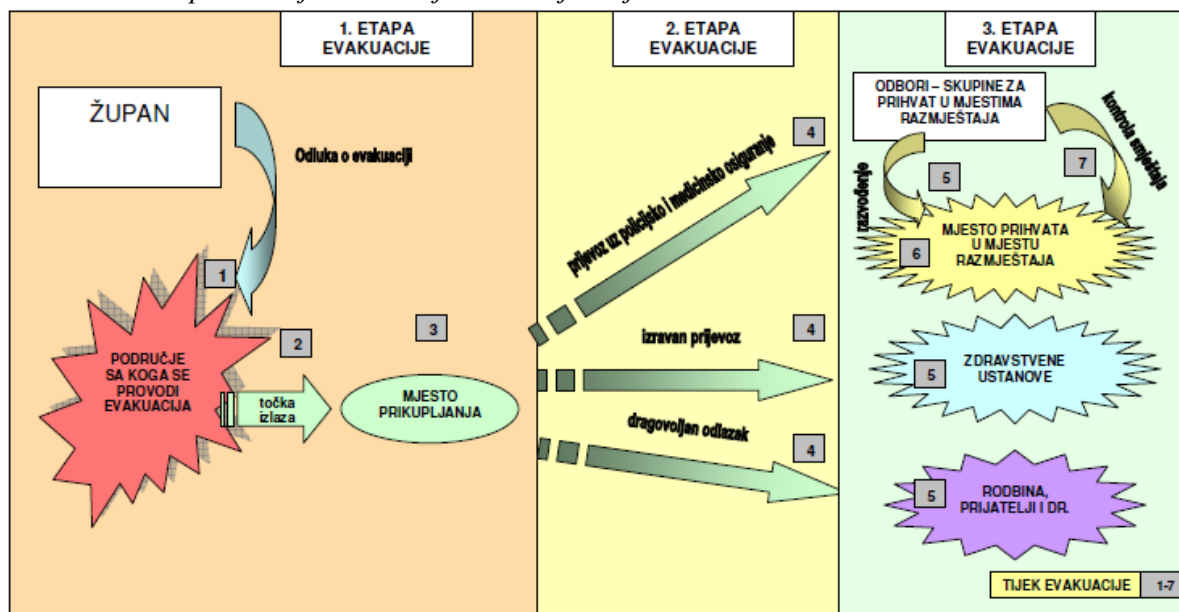 1. ETAPA
EVAKUACIJE
ŽUPAN
Odluka o evakuaciji
1
2
3
PODRUČJE
SA KOGA SE
PROVODI
EVAKUACIJA
točka
izlaza
MJESTO
PRIKUPLJANJA
2. ETAPA
EVAKUACIJE
prijevoz uz policijsko i medicinsko osiguranje
4
izravan prijevoz
4
dragovoljan odlazak
4
3. ETAPA
EVAKUACIJE
ODBORI – SKUPINE ZA
PRIHVAT U MJESTIMA
RAZMJEŠTAJA
kontrola smještaja
7
5
razvođenje
MJESTO PRIHVATA
U MJESTU
RAZMJEŠTAJA
6
ZDRAVSTVENE
USTANOVE
5
RODBINA,
PRIJATELJI I DR.
5
TIJEK EVAKUACIJE 1-7